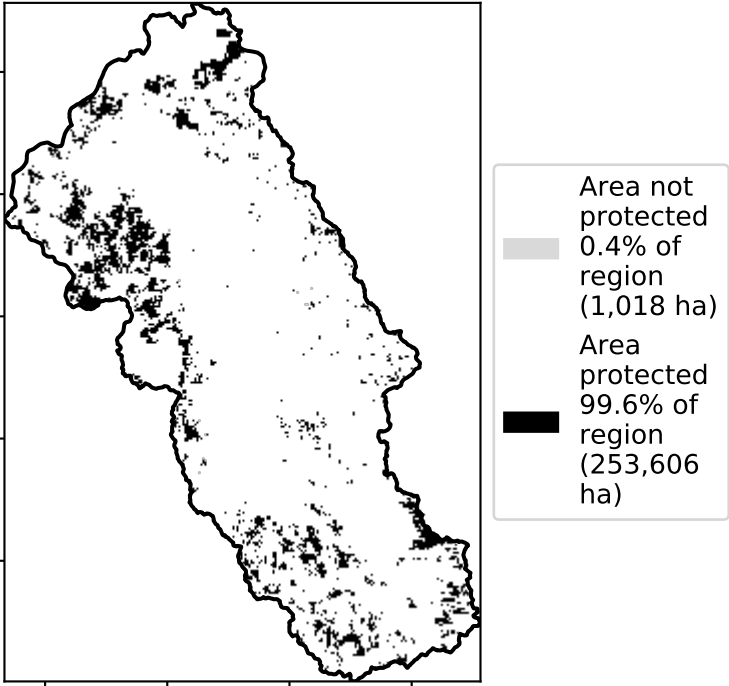 Area not
protected
0.4% of
region
(1,018 ha)
Area
protected
99.6% of
region
(253,606
ha)